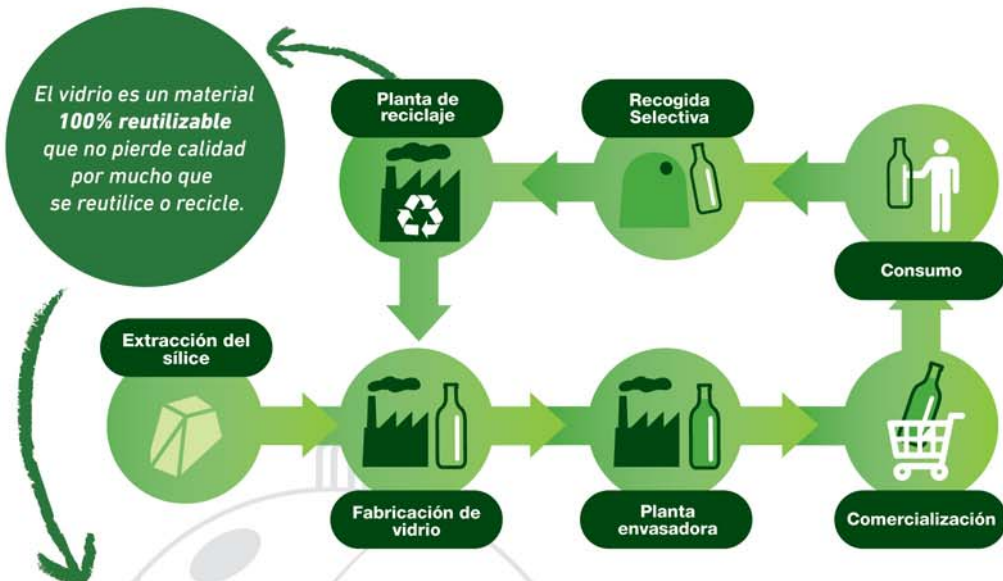 El vidrio es un material
100% reutilizable
que no pierde calidad
por mucho que
se reutilice o recicle.
Planta de
reciclaje
Recogida
Selectiva
Consumo
Extracción del
sílice
Fabricación de
vidrio
Planta
envasadora
Comercialización